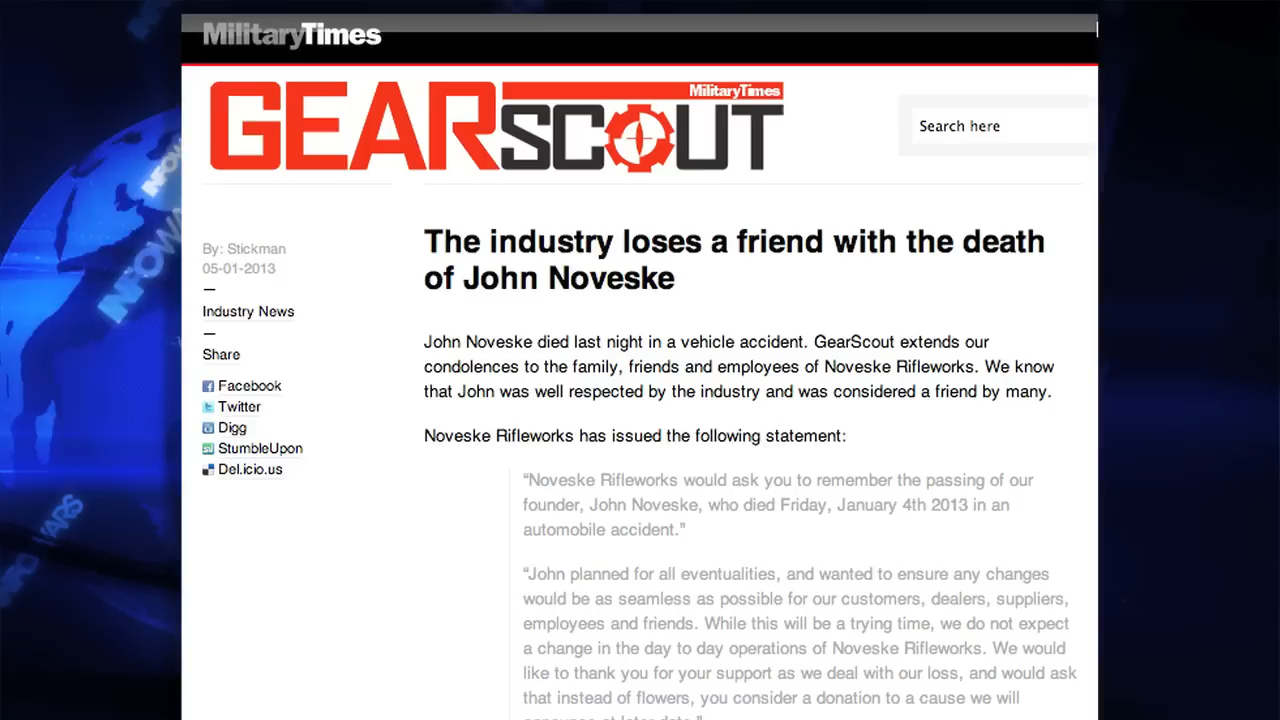 MilitaryTimes
GEARSCOUT
MilitaryTimes
Search here
By: Stickman
05-01-2013
—
Industry News
—
Share
Facebook
Twitter
Digg
StumbleUpon
Del.icio.us
The industry loses a friend with the death
of John Noveske
John Noveske died last night in a vehicle accident. GearScout extends our
condolences to the family, friends and employees of Noveske Rifleworks. We know
that John was well respected by the industry and was considered a friend by many.
Noveske Rifleworks has issued the following statement:
“Noveske Rifleworks would ask you to remember the passing of our
founder, John Noveske, who died Friday, January 4th 2013 in an
automobile accident.”
“John planned for all eventualities, and wanted to ensure any changes
would be as seamless as possible for our customers, dealers, suppliers,
employees and friends. While this will be a trying time, we do not expect
a change in the day to day operations of Noveske Rifleworks. We would
like to thank you for your support as we deal with our loss, and would ask
that instead of flowers, you consider a donation to a cause we will
announce at later date.”
INFOW
INFOW
INFOWARS